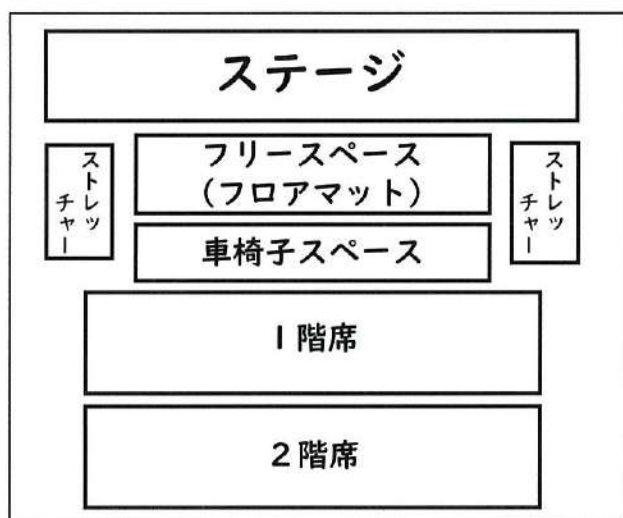 ステージ
フリースペース
(フロアマット)
ストレッ
チャー
ストレッ
チャー
車椅子スペース
1階席
2階席